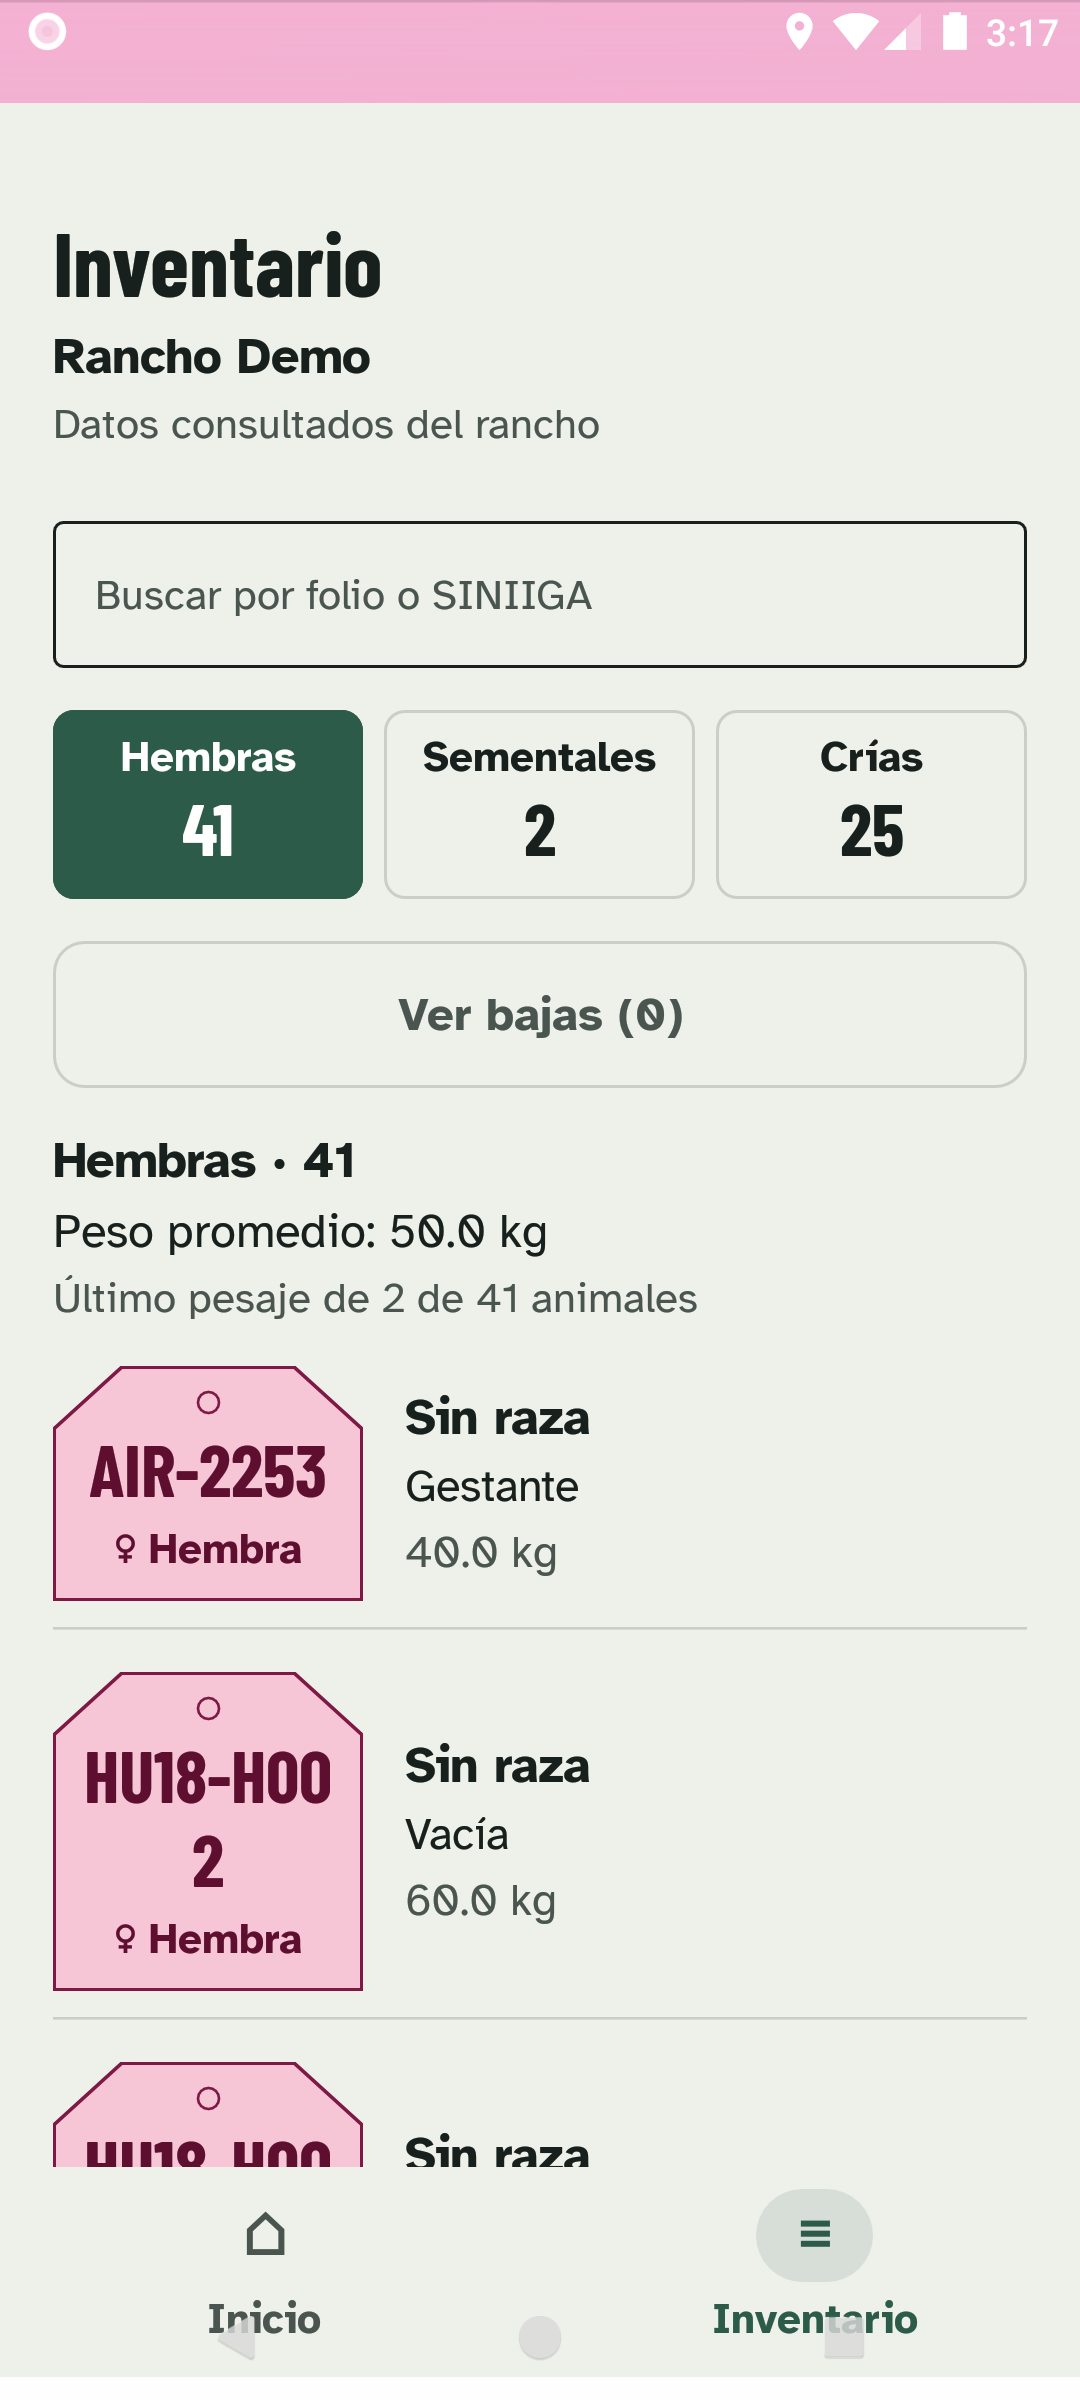 3:17
Inventario
Rancho Demo
Datos consultados del rancho
Buscar por folio o SINIIGA
Hembras
41
Sementales
2
Crías
25
Ver bajas (0)
Hembras · 41
Peso promedio: 50.0 kg
Último pesaje de 2 de 41 animales
AIR-2253
♀ Hembra
Sin raza
Gestante
40.0 kg
HU18-H00
2
♀ Hembra
Sin raza
Vacía
60.0 kg
HU18-H00
Sin raza
Inicio
Inventario